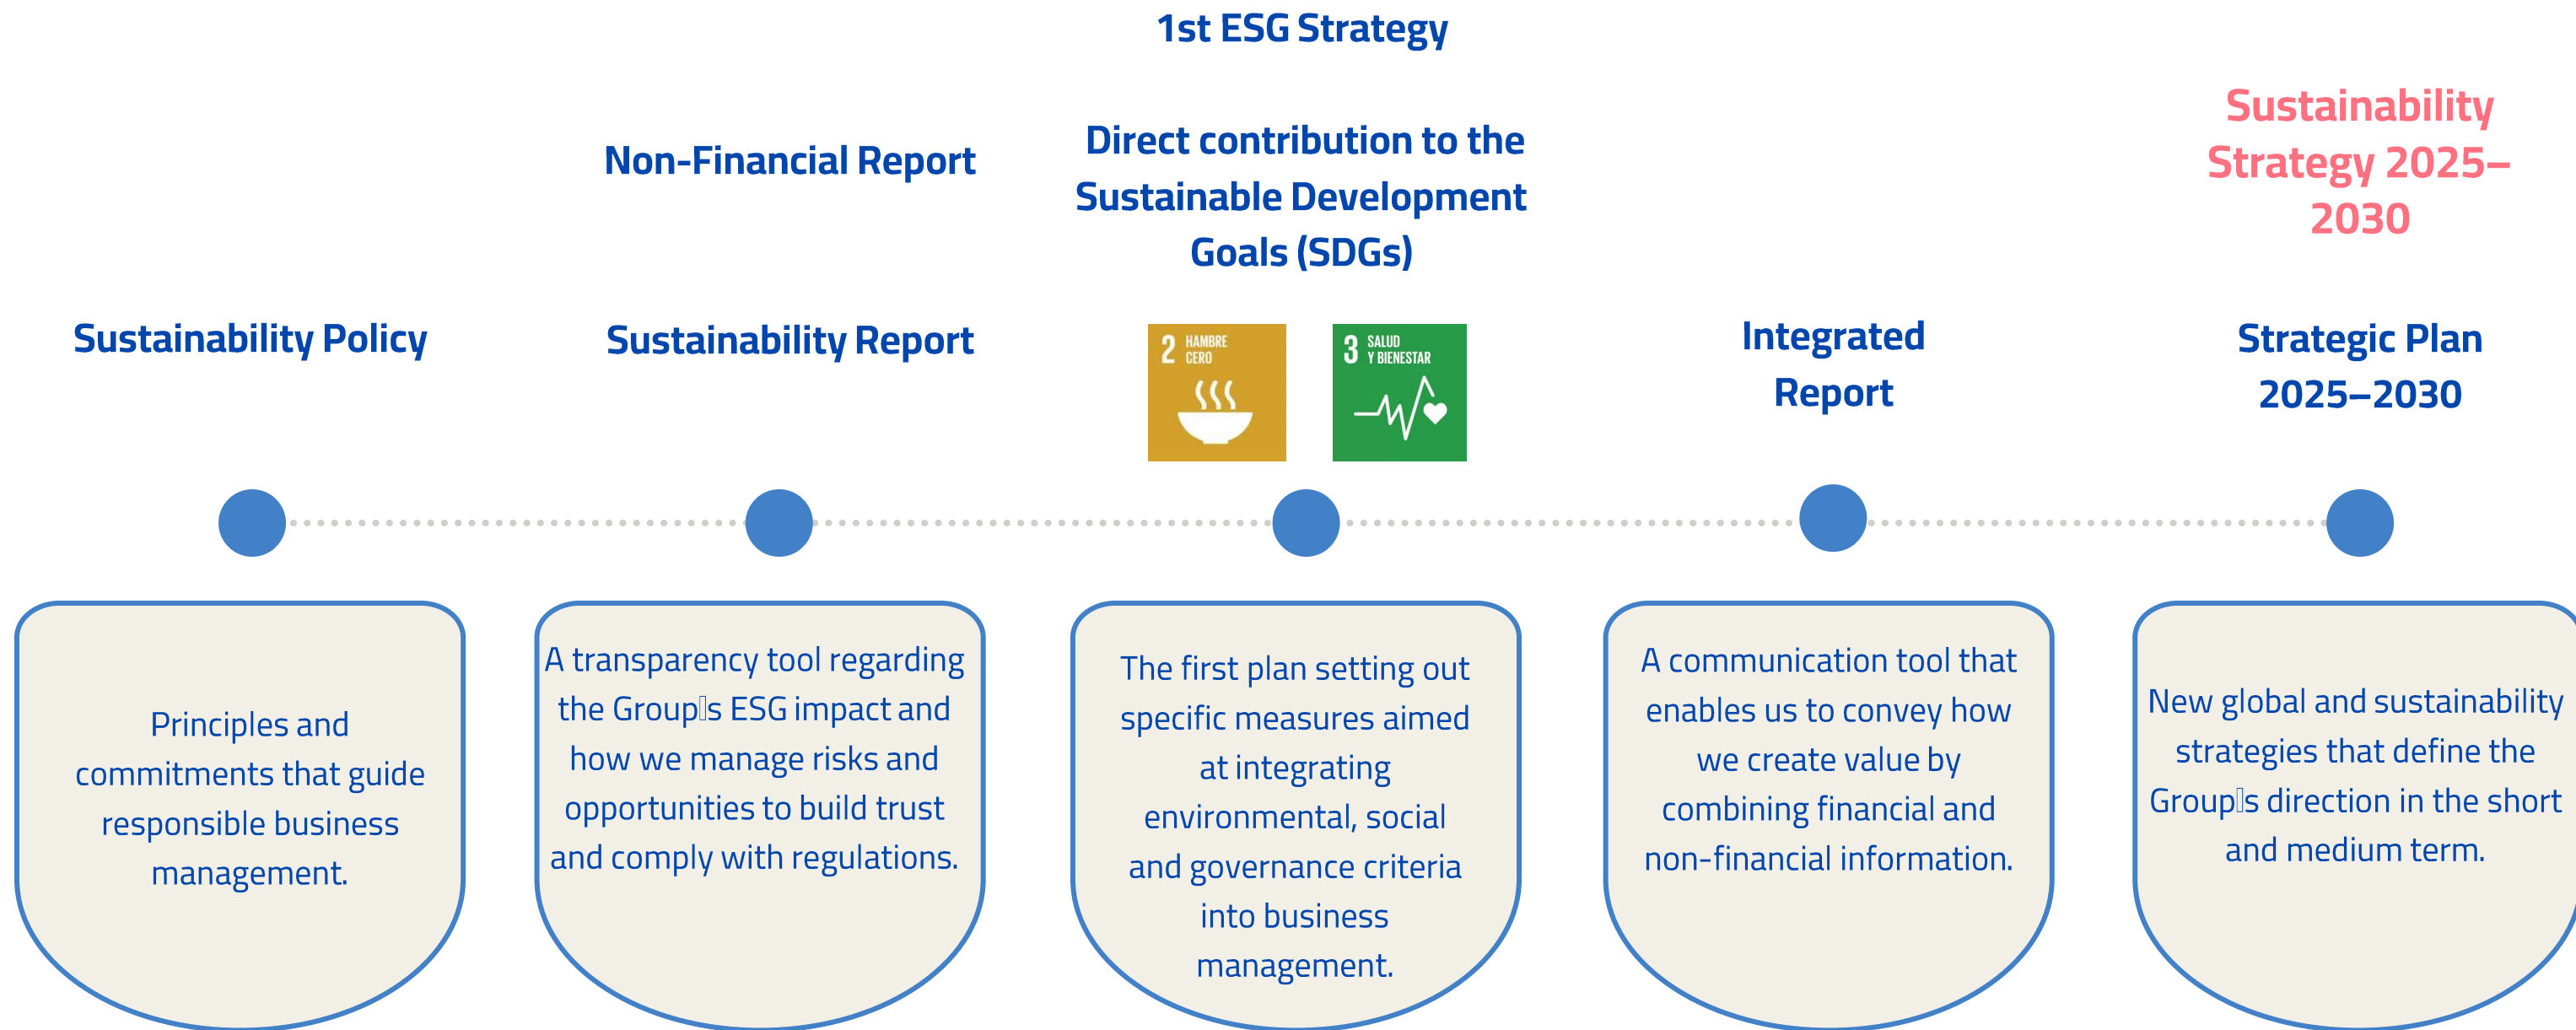 Sustainability Policy
Principles and
commitments that guide
responsible business
management.
Non-Financial Report
Sustainability Report
A transparency tool regarding
the Group▯s ESG impact and
how we manage risks and
opportunities to build trust
and comply with regulations.
1st ESG Strategy
Direct contribution to the
Sustainable Development
Goals (SDGs)
2 HAMBRE
CERO
3 SALUD
Y BIENESTAR
The first plan setting out
specific measures aimed
at integrating
environmental, social
and governance criteria
into business
management.
Integrated
Report
A communication tool that
enables us to convey how
we create value by
combining financial and
non-financial information.
Sustainability
Strategy 2025–
2030
Strategic Plan
2025–2030
New global and sustainability
strategies that define the
Group▯s direction in the short
and medium term.